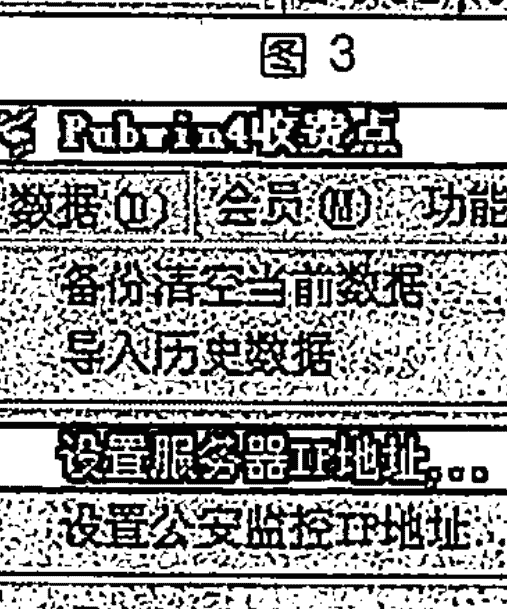 图 3
Pubwin4收费点
数据(D) 会员(M) 功能
备份清空当前数据
导入历史数据
设置服务器IP地址...
设置公安监控IP地址